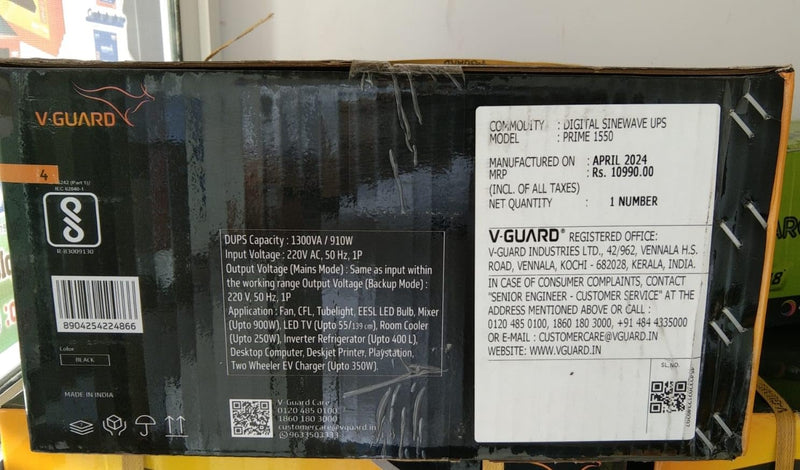 V-GUARD
4
IEC 62040-1
R-83009130
8904254224866
Color
BLACK
MADE IN INDIA
DUPS Capacity : 1300VA / 910W
Input Voltage : 220V AC, 50 Hz, 1P
Output Voltage (Mains Mode) : Same as input within
the working range Output Voltage (Backup Mode) :
220 V, 50 Hz, 1P
Application : Fan, CFL, Tubelight, EESL LED Bulb, Mixer
(Upto 900W), LED TV (Upto 55/139 cm), Room Cooler
(Upto 250W), Inverter Refrigerator (Upto 400 L),
Desktop Computer, Deskjet Printer, Playstation,
Two Wheeler EV Charger (Upto 350W).
V-Guard Care
0120 485 0100
1860 180 3000
customercare@vguard.in
COMMODITY : DIGITAL SINEWAVE UPS
MODEL : PRIME 1550
MANUFACTURED ON : APRIL 2024
MRP : Rs. 10990.00
(INCL. OF ALL TAXES)
NET QUANTITY : 1 NUMBER
V-GUARD® REGISTERED OFFICE:
V-GUARD INDUSTRIES LTD., 42/962, VENNALA H.S.
ROAD, VENNALA, KOCHI - 682028, KERALA, INDIA.
IN CASE OF CONSUMER COMPLAINTS, CONTACT
"SENIOR ENGINEER - CUSTOMER SERVICE" AT THE
ADDRESS MENTIONED ABOVE OR CALL :
0120 485 0100, 1860 180 3000, +91 484 4335000
OR E-MAIL : CUSTOMERCARE@VGUARD.IN
WEBSITE: WWW.VGUARD.IN
SL.NO.